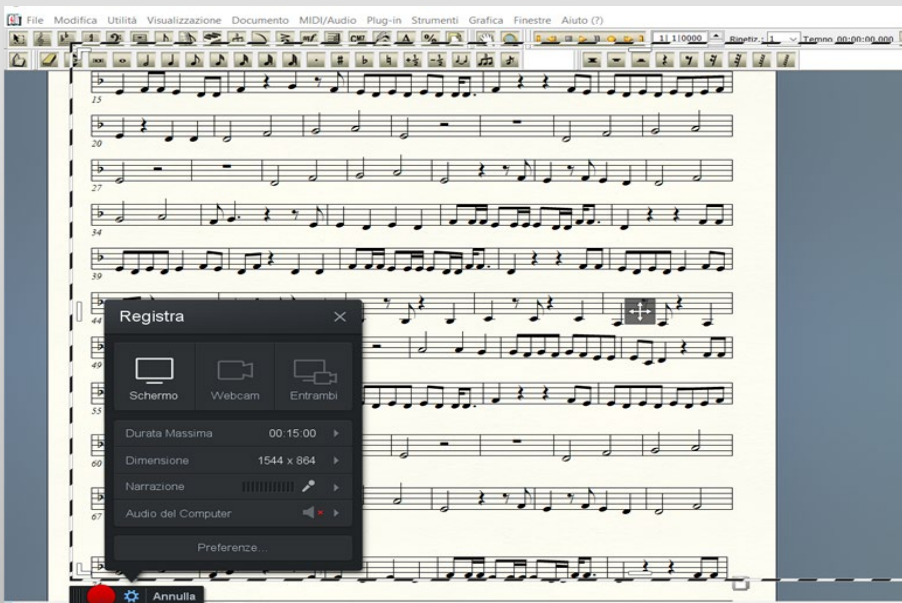 File Modifica Utilità Visualizzazione Documento MIDI/Audio Plug-in Strumenti Grafica Finestre Aiuto (?)
1| 1|0000 Ripetiz.: 1 Tempo 00:00:00.000
15
20
27
34
39
44
49
55
60
67
Registra
Schermo Webcam Entrambi
Durata Massima 00:15:00
Dimensione 1544 x 864
Narrazione
Audio del Computer
Preferenze...
Annulla